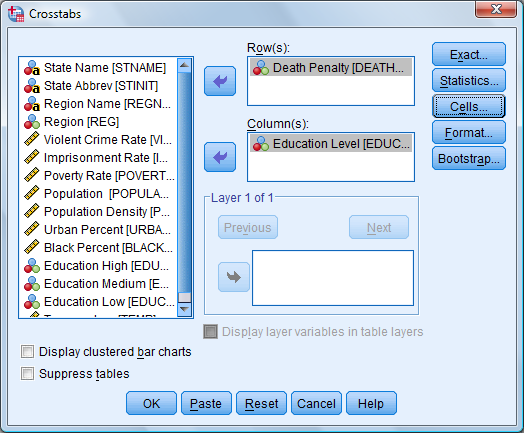 Crosstabs
State Name [STNAME]
State Abbrev [STINIT]
Region Name [REGN...
Region [REG]
Violent Crime Rate [VI...
Imprisonment Rate [I...
Poverty Rate [POVERT...
Population [POPULA...
Population Density [P...
Urban Percent [URBA...
Black Percent [BLACK...
Education High [EDU...
Education Medium [E...
Education Low [EDUC...
Row(s):
Death Penalty [DEATH...
Column(s):
Education Level [EDUC...
Layer 1 of 1
Previous
Next
Display layer variables in table layers
Exact...
Statistics...
Cells...
Format...
Bootstrap...
Display clustered bar charts
Suppress tables
OK
Paste
Reset
Cancel
Help